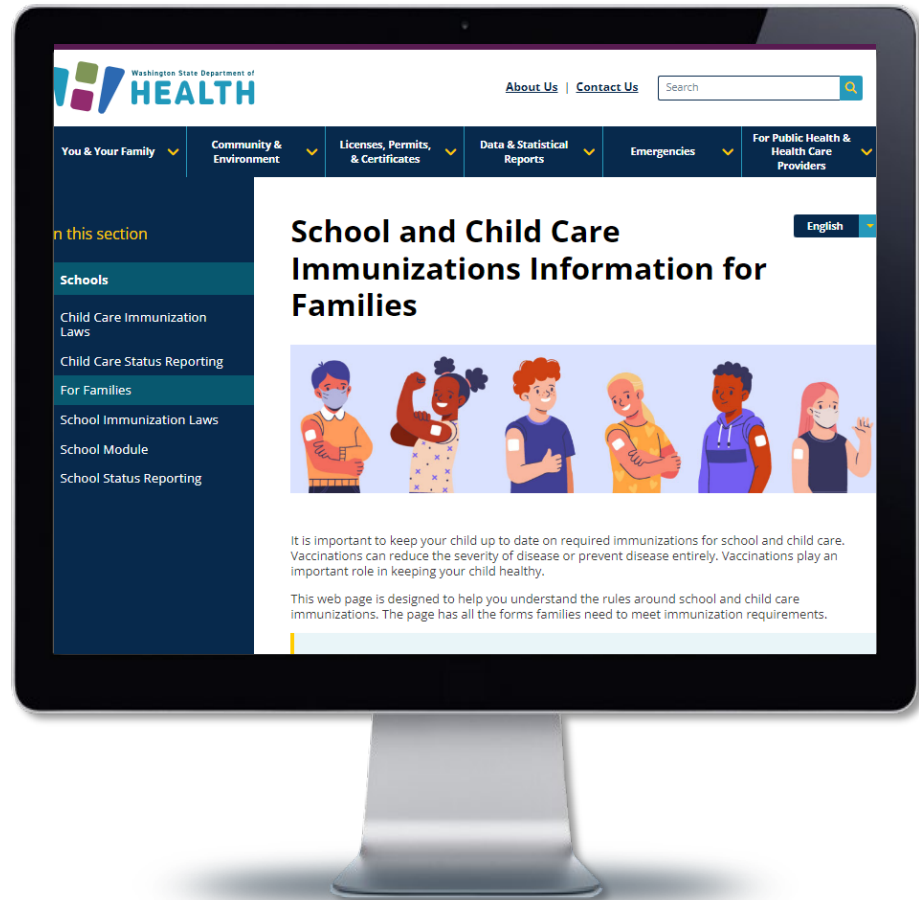 Washington State Department of
HEALTH
About Us | Contact Us
Search
You & Your Family
Community &
Environment
Licenses, Permits,
& Certificates
Data & Statistical
Reports
Emergencies
For Public Health &
Health Care
Providers
n this section
Schools
Child Care Immunization
Laws
Child Care Status Reporting
For Families
School Immunization Laws
School Module
School Status Reporting
English
School and Child Care
Immunizations Information for
Families
It is important to keep your child up to date on required immunizations for school and child care.
Vaccinations can reduce the severity of disease or prevent disease entirely. Vaccinations play an
important role in keeping your child healthy.
This web page is designed to help you understand the rules around school and child care
immunizations. The page has all the forms families need to meet immunization requirements.